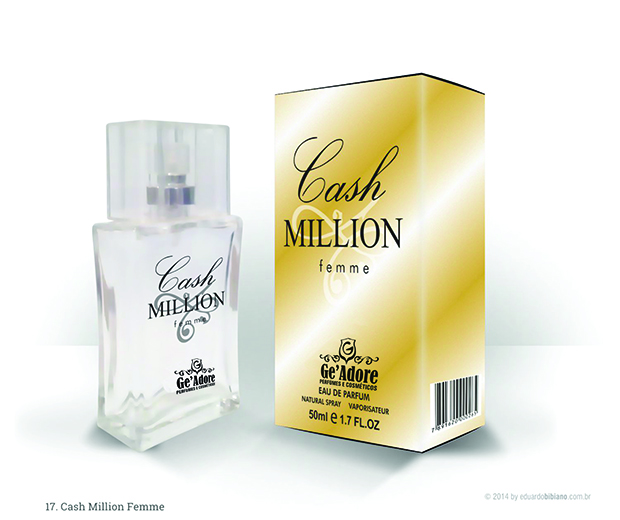 Cash
MILLION
femme
G
Ge'Adore
PERFUMES E COSMÉTICOS
Cash
MILLION
femme
G
Ge'Adore
PERFUMES E COSMÉTICOS
EAU DE PARFUM
NATURAL SPRAY VAPORISATEUR
50ml e 1.7 FL.OZ
17. Cash Million Femme
© 2014 by eduardobibiano.com.br